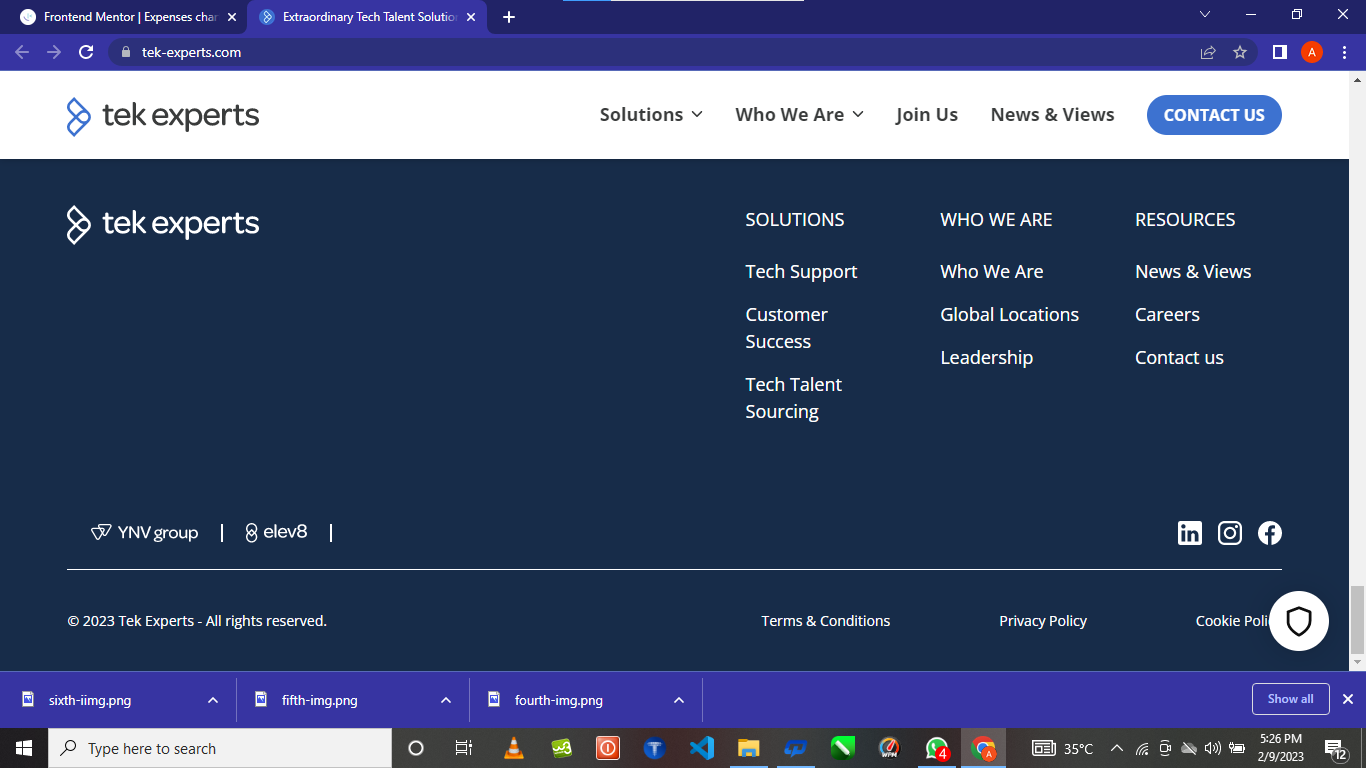 Frontend Mentor | Expenses char
Extraordinary Tech Talent Solutio
tek-experts.com
A
tek experts
Solutions
Who We Are
Join Us
News & Views
CONTACT US
tek experts
SOLUTIONS
Tech Support
Customer
Success
Tech Talent
Sourcing
WHO WE ARE
Who We Are
Global Locations
Leadership
RESOURCES
News & Views
Careers
Contact us
YNV group
elev8
© 2023 Tek Experts - All rights reserved.
Terms & Conditions
Privacy Policy
Cookie Poli
sixth-iimg.png
fifth-img.png
fourth-img.png
Show all
Type here to search
T
WPM
4
A
35°C
5:26 PM
2/9/2023
12